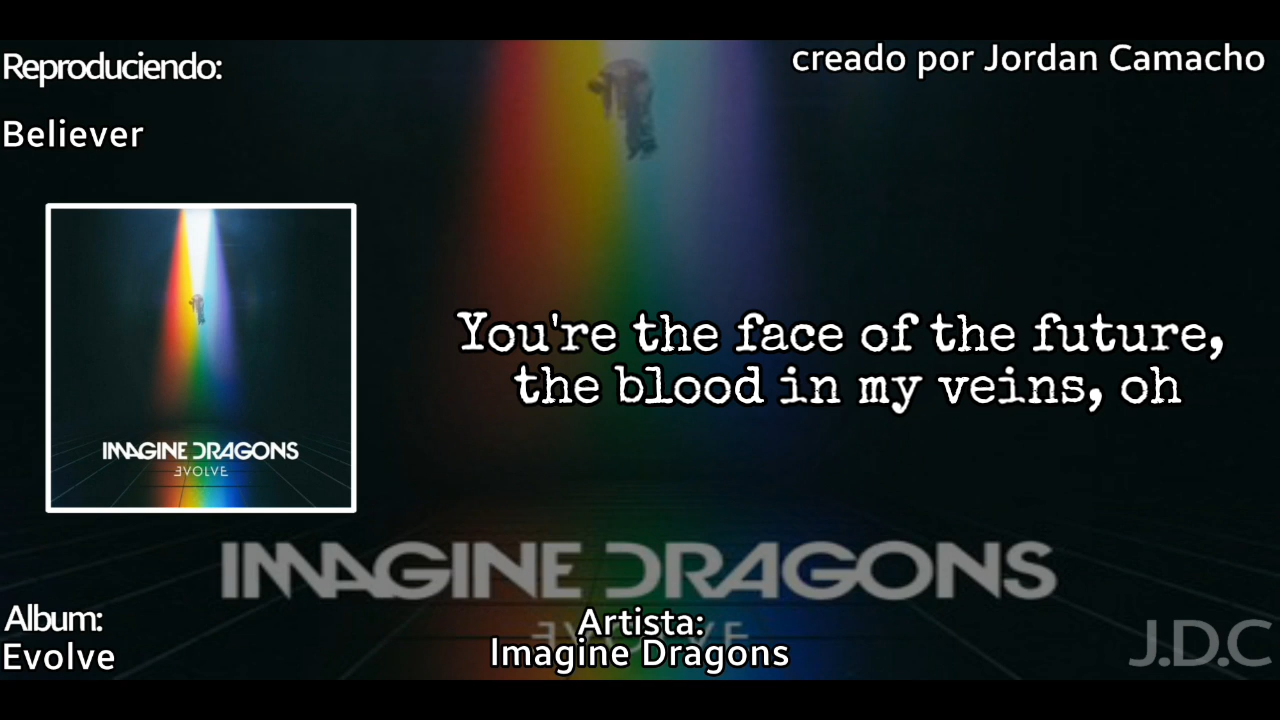 Reproduciendo:
creado por Jordan Camacho
Believer
IMAGINE DRAGONS
EVOLVE
You're the face of the future,
the blood in my veins, oh
IMAGINE DRAGONS
EVOLVE
Album:
Evolve
Artista:
Imagine Dragons
J.D.C